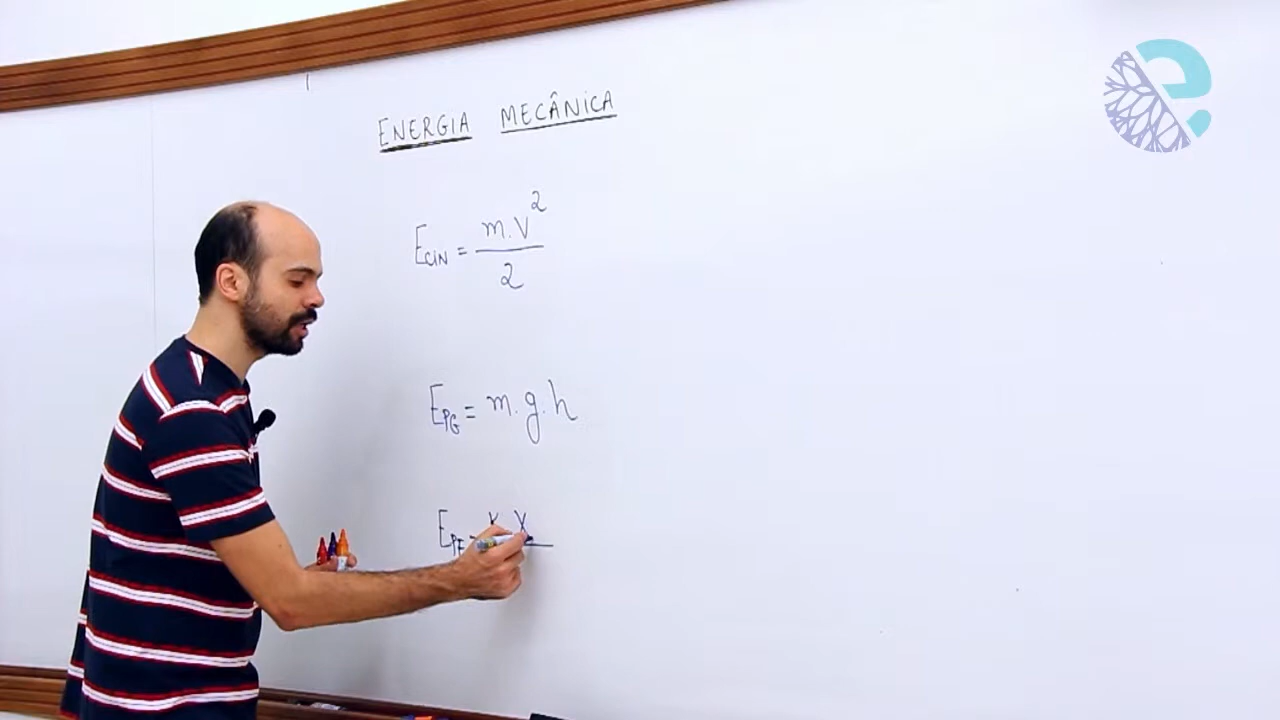 ENERGIA MECÂNICA
E_CIN = m.V² / 2
E_PG = m.g.h
E_PE = K X